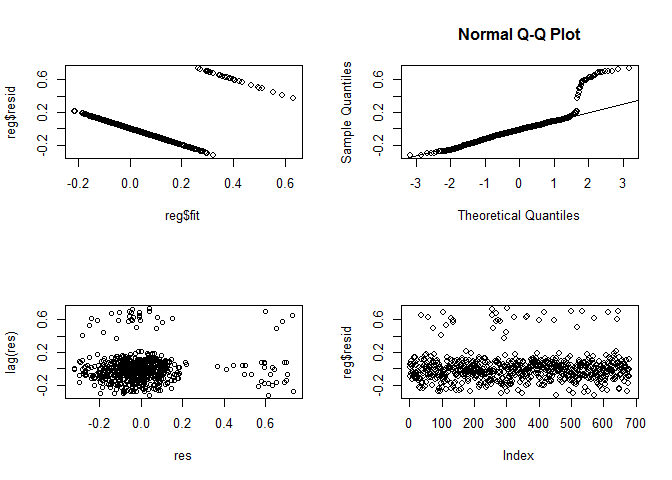 Normal Q-Q Plot
reg$resid
-0.2 0.2 0.6
-0.2 0.0 0.2 0.4 0.6
reg$fit
Sample Quantiles
-0.2 0.2 0.6
-3 -2 -1 0 1 2 3
Theoretical Quantiles
lag(res)
-0.2 0.2 0.6
-0.2 0.0 0.2 0.4 0.6
res
reg$resid
-0.2 0.2 0.6
0 100 200 300 400 500 600 700
Index